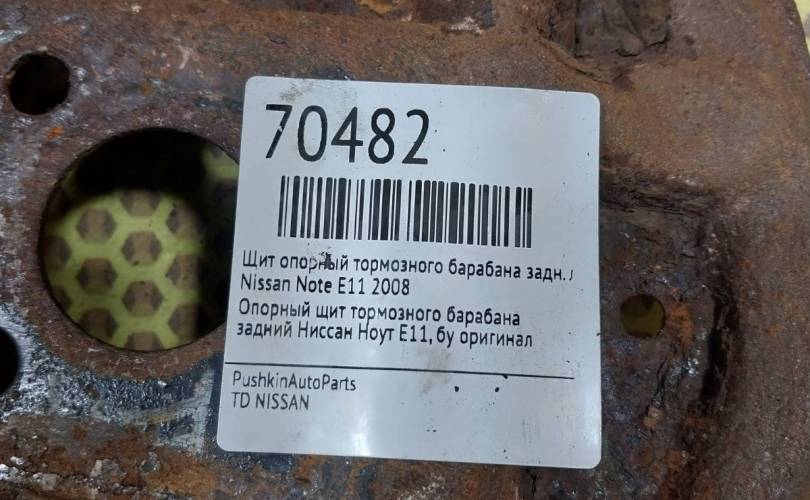 70482
Щит опорный тормозного барабана задн.
Nissan Note E11 2008
Опорный щит тормозного барабана
задний Ниссан Ноут Е11, бу оригинал
PushkinAutoParts
TD NISSAN